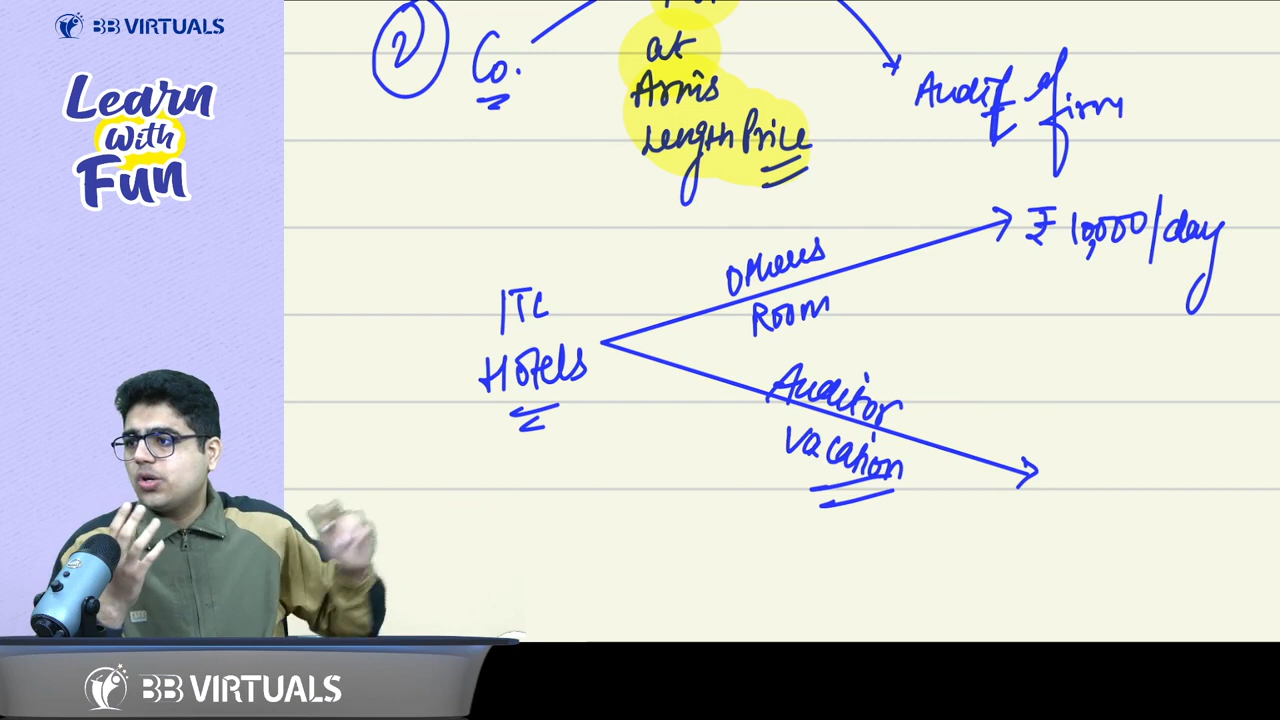 BB VIRTUALS
Learn
With
Fun
2 Co.
at
Arm's
Length Price
Audit firm
ITC
Hotels
Others
Room
₹ 10,000/day
Auditor
Vacation
BB VIRTUALS